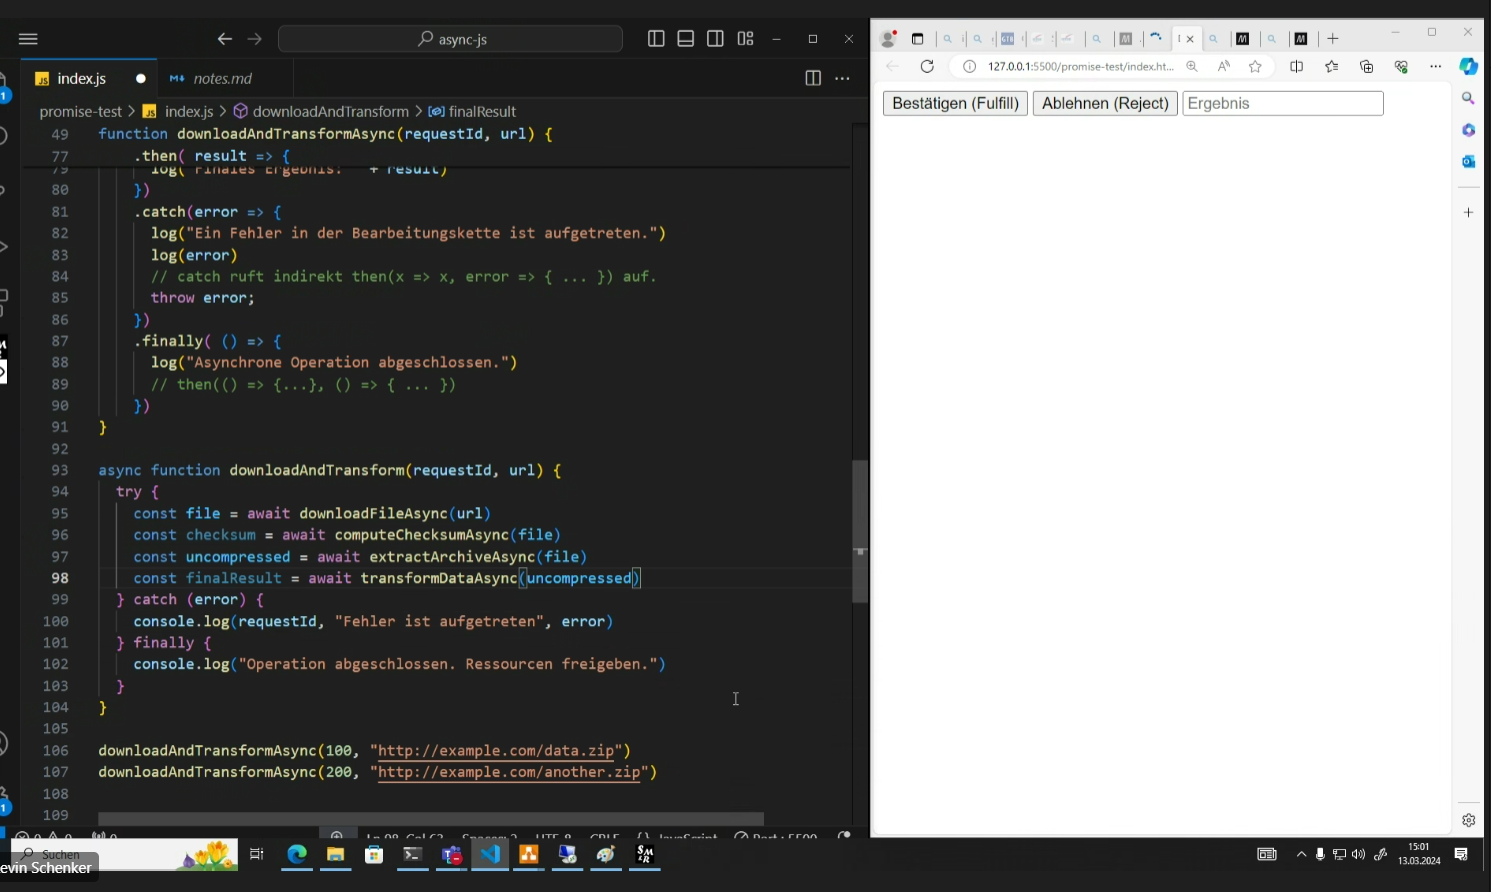 async-js
index.js
notes.md
promise-test > index.js > downloadAndTransform > finalResult
49 function downloadAndTransformAsync(requestId, url) {
77 .then( result => {
79 log("Finales Ergebnis: " + result)
80 })
81 .catch(error => {
82 log("Ein Fehler in der Bearbeitungskette ist aufgetreten.")
83 log(error)
84 // catch ruft indirekt then(x => x, error => { ... }) auf.
85 throw error;
86 })
87 .finally( () => {
88 log("Asynchrone Operation abgeschlossen.")
89 // then(() => {...}, () => { ... })
90 })
91 }
92
93 async function downloadAndTransform(requestId, url) {
94 try {
95 const file = await downloadFileAsync(url)
96 const checksum = await computeChecksumAsync(file)
97 const uncompressed = await extractArchiveAsync(file)
98 const finalResult = await transformDataAsync(uncompressed)
99 } catch (error) {
100 console.log(requestId, "Fehler ist aufgetreten", error)
101 } finally {
102 console.log("Operation abgeschlossen. Ressourcen freigeben.")
103 }
104 }
105
106 downloadAndTransformAsync(100, "http://example.com/data.zip")
107 downloadAndTransformAsync(200, "http://example.com/another.zip")
108
109
127.0.0.1:5500/promise-test/index.ht...
Bestätigen (Fulfill)
Ablehnen (Reject)
Ergebnis
Suchen
evin Schenker
15:01
13.03.2024